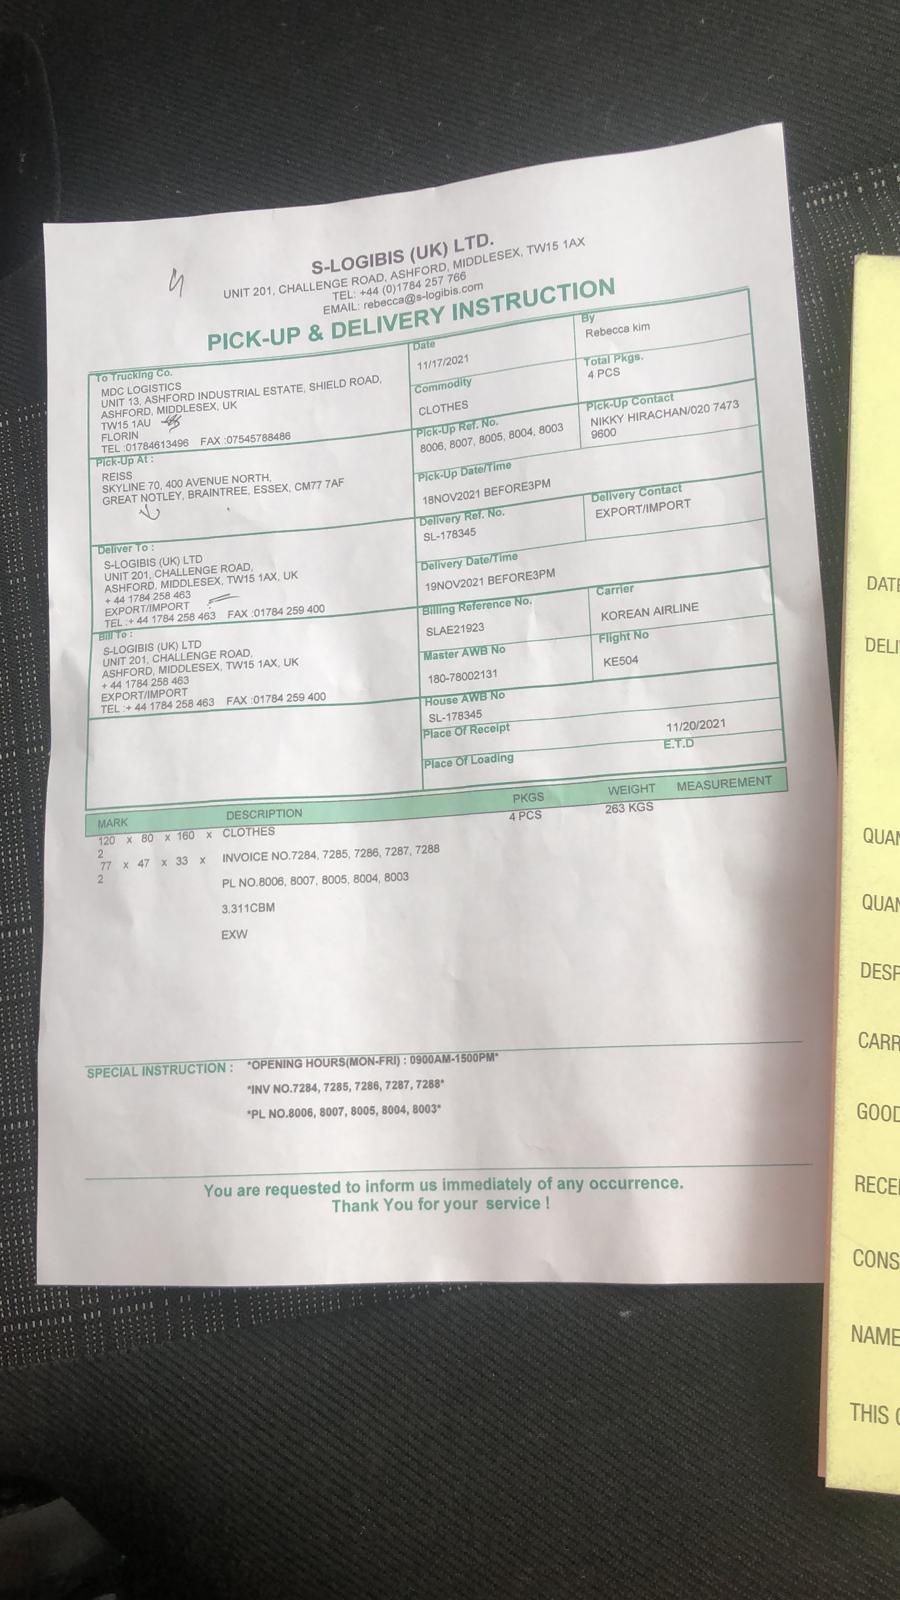 S-LOGIBIS (UK) LTD.
UNIT 201, CHALLENGE ROAD, ASHFORD, MIDDLESEX, TW15 1AX
TEL: +44 (0)1784 257 766
EMAIL: rebecca@s-logibis.com
PICK-UP & DELIVERY INSTRUCTION
To Trucking Co.
MDC LOGISTICS
UNIT 13, ASHFORD INDUSTRIAL ESTATE, SHIELD ROAD,
ASHFORD, MIDDLESEX, UK
TW15 1AU
FLORIN
TEL :01784613496 FAX :07545788486
Date
11/17/2021
By
Rebecca kim
Commodity
CLOTHES
Total Pkgs.
4 PCS
Pick-Up Ref. No.
8006, 8007, 8005, 8004, 8003
Pick-Up Contact
NIKKY HIRACHAN/020 7473
9600
Pick-Up At :
REISS
SKYLINE 70, 400 AVENUE NORTH,
GREAT NOTLEY, BRAINTREE, ESSEX, CM77 7AF
Pick-Up Date/Time
18NOV2021 BEFORE3PM
Delivery Ref. No.
SL-178345
Delivery Contact
EXPORT/IMPORT
Deliver To :
S-LOGIBIS (UK) LTD
UNIT 201, CHALLENGE ROAD,
ASHFORD, MIDDLESEX, TW15 1AX, UK
+ 44 1784 258 463
EXPORT/IMPORT
TEL :+ 44 1784 258 463 FAX :01784 259 400
Delivery Date/Time
19NOV2021 BEFORE3PM
Billing Reference No.
SLAE21923
Carrier
KOREAN AIRLINE
Bill To :
S-LOGIBIS (UK) LTD
UNIT 201, CHALLENGE ROAD,
ASHFORD, MIDDLESEX, TW15 1AX, UK
+ 44 1784 258 463
EXPORT/IMPORT
TEL :+ 44 1784 258 463 FAX :01784 259 400
Master AWB No
180-78002131
Flight No
KE504
House AWB No
SL-178345
Place Of Receipt
11/20/2021
Place Of Loading
E.T.D
MARK DESCRIPTION PKGS WEIGHT MEASUREMENT
120 x 80 x 160 x CLOTHES 4 PCS 263 KGS
2
77 x 47 x 33 x INVOICE NO.7284, 7285, 7286, 7287, 7288
2
PL NO.8006, 8007, 8005, 8004, 8003
3.311CBM
EXW
SPECIAL INSTRUCTION : *OPENING HOURS(MON-FRI) : 0900AM-1500PM*
*INV NO.7284, 7285, 7286, 7287, 7288*
*PL NO.8006, 8007, 8005, 8004, 8003*
You are requested to inform us immediately of any occurrence.
Thank You for your service !
QUAN
QUAN
NAME
THIS